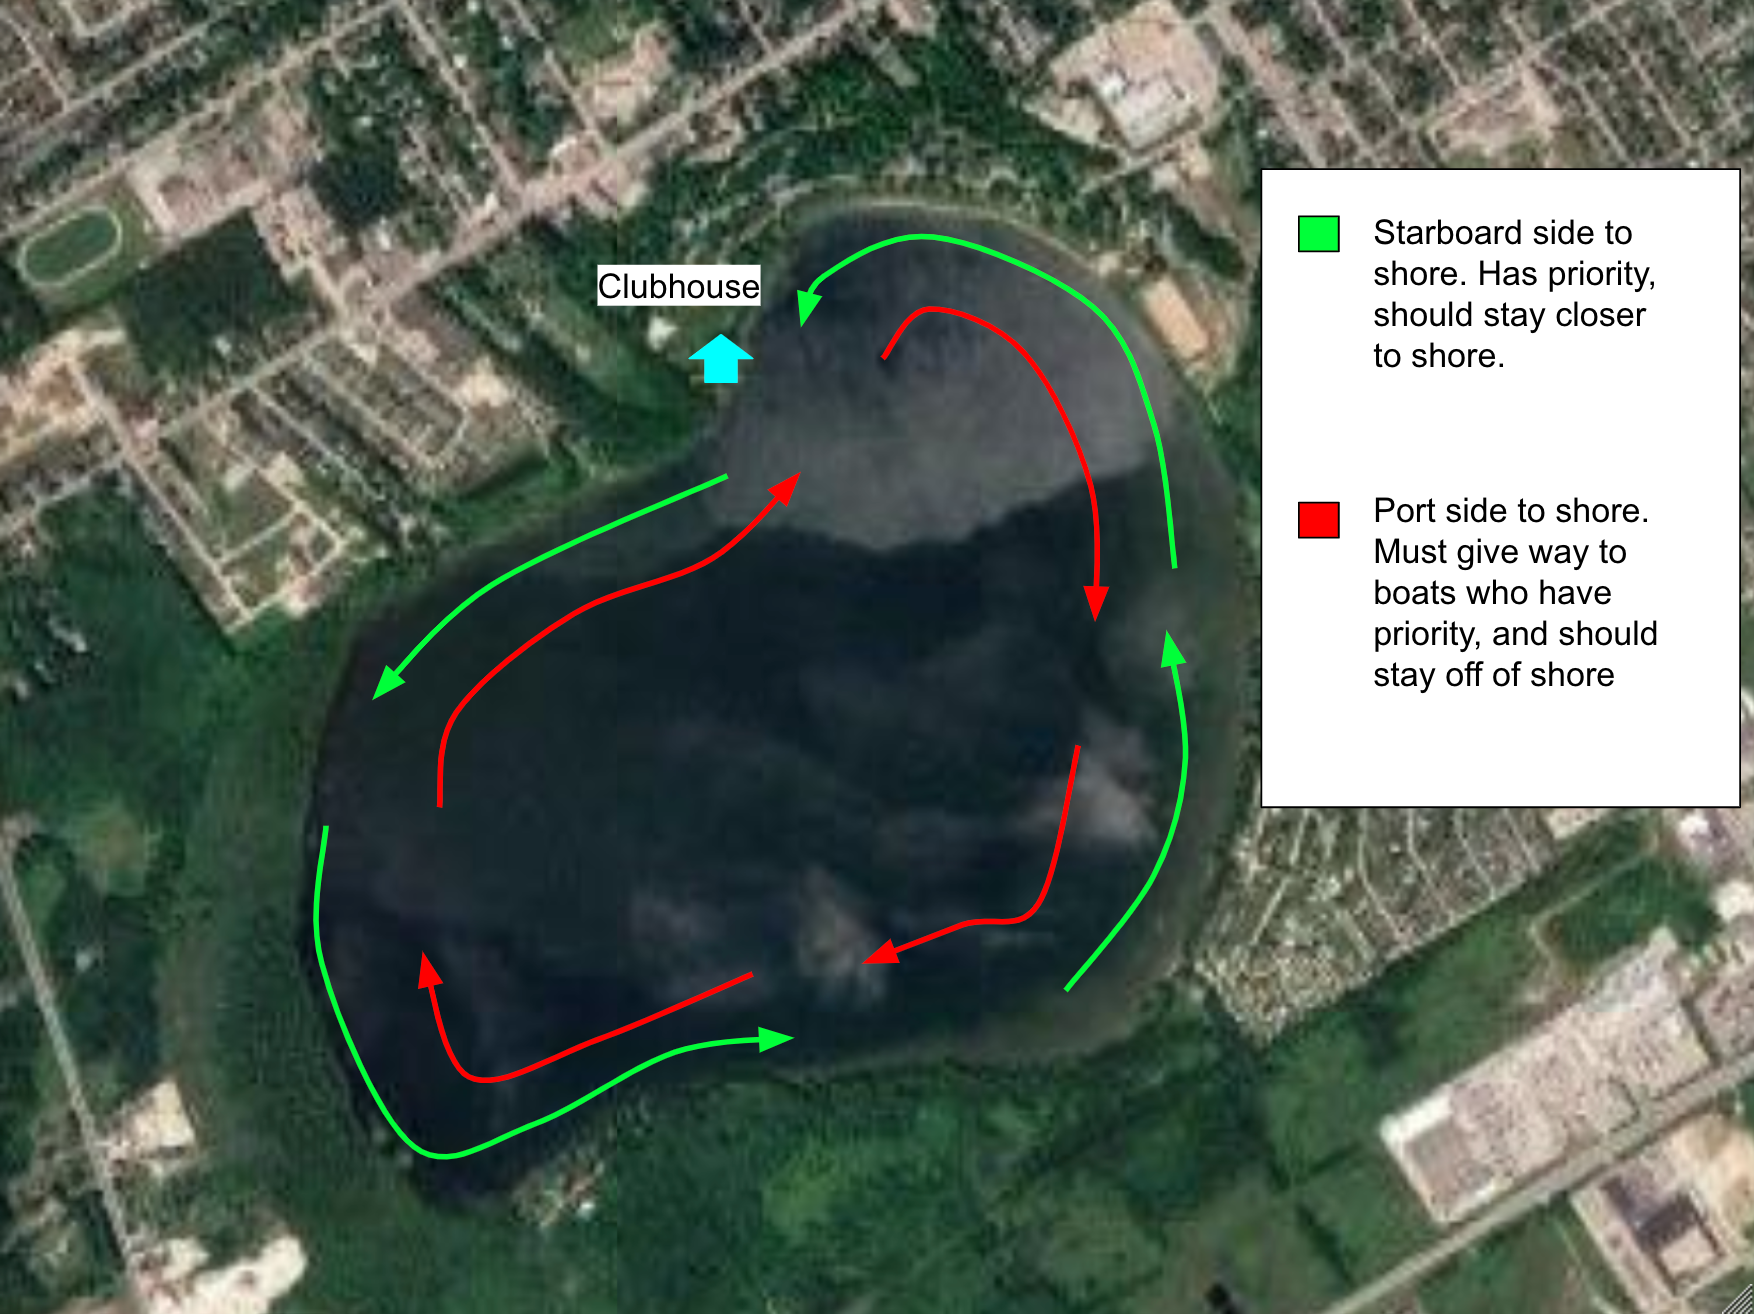 Clubhouse
Starboard side to
shore. Has priority,
should stay closer
to shore.
Port side to shore.
Must give way to
boats who have
priority, and should
stay off of shore